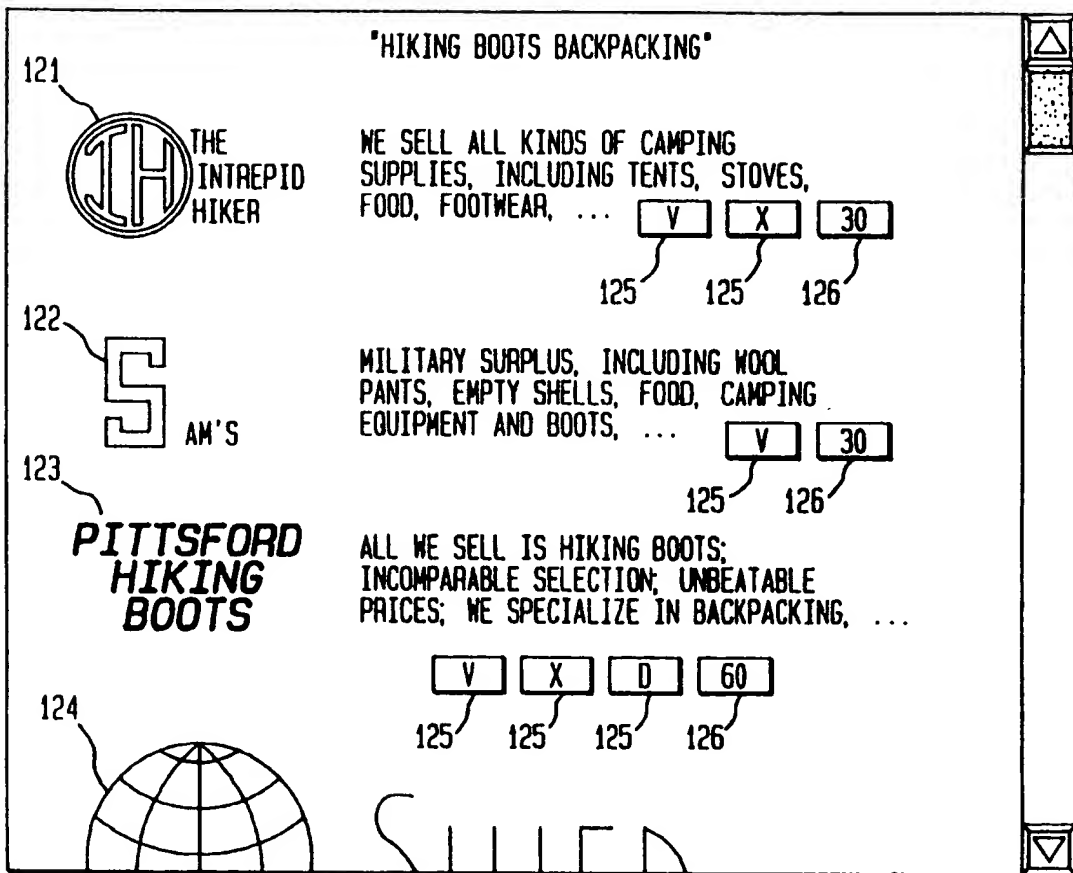 "HIKING BOOTS BACKPACKING"
121
IH
THE
INTREPID
HIKER
WE SELL ALL KINDS OF CAMPING
SUPPLIES, INCLUDING TENTS, STOVES,
FOOD, FOOTWEAR, ...
V X 30
125 125 126
122
S
AM'S
MILITARY SURPLUS, INCLUDING WOOL
PANTS, EMPTY SHELLS, FOOD, CAMPING
EQUIPMENT AND BOOTS, ...
V 30
125 126
123
PITTSFORD
HIKING
BOOTS
ALL WE SELL IS HIKING BOOTS;
INCOMPARABLE SELECTION; UNBEATABLE
PRICES; WE SPECIALIZE IN BACKPACKING, ...
V X D 60
125 125 125 126
124